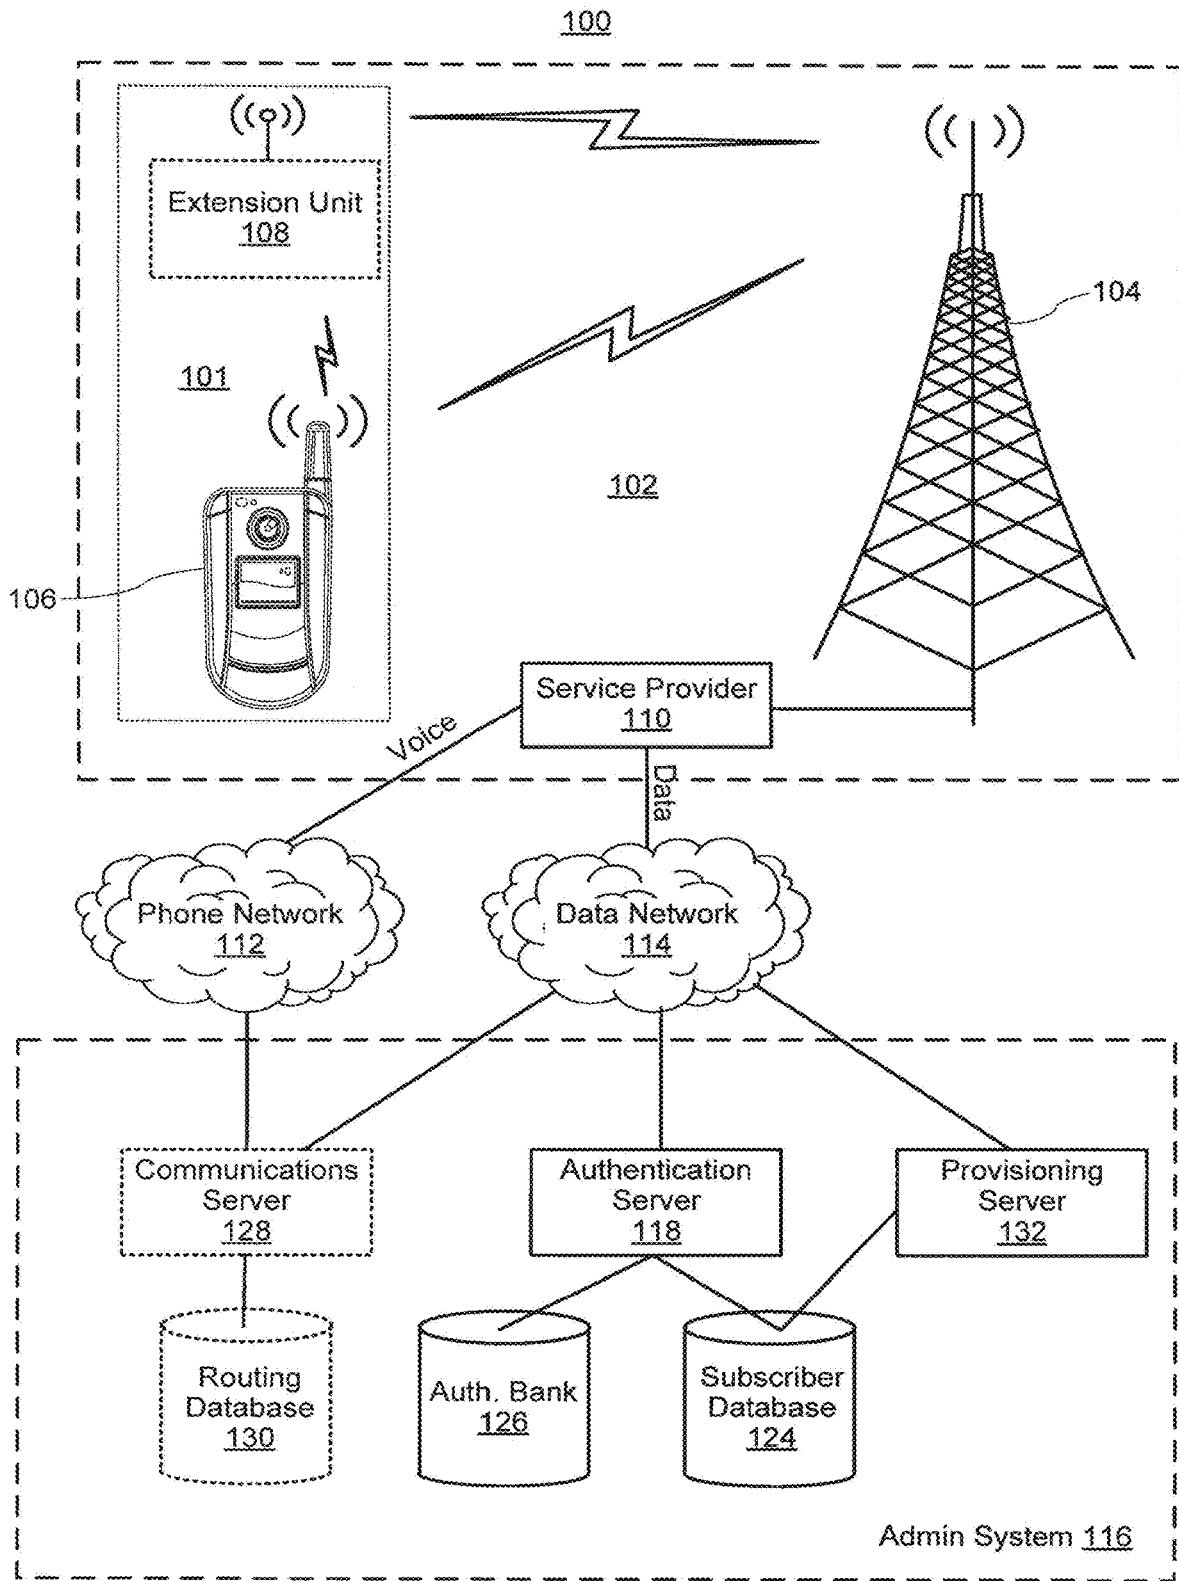 100
Extension Unit
108
104
101
102
106
Service Provider
110
Voice
Data
Phone Network
112
Data Network
114
Communications
Server
128
Authentication
Server
118
Provisioning
Server
132
Routing
Database
130
Auth. Bank
126
Subscriber
Database
124
Admin System 116